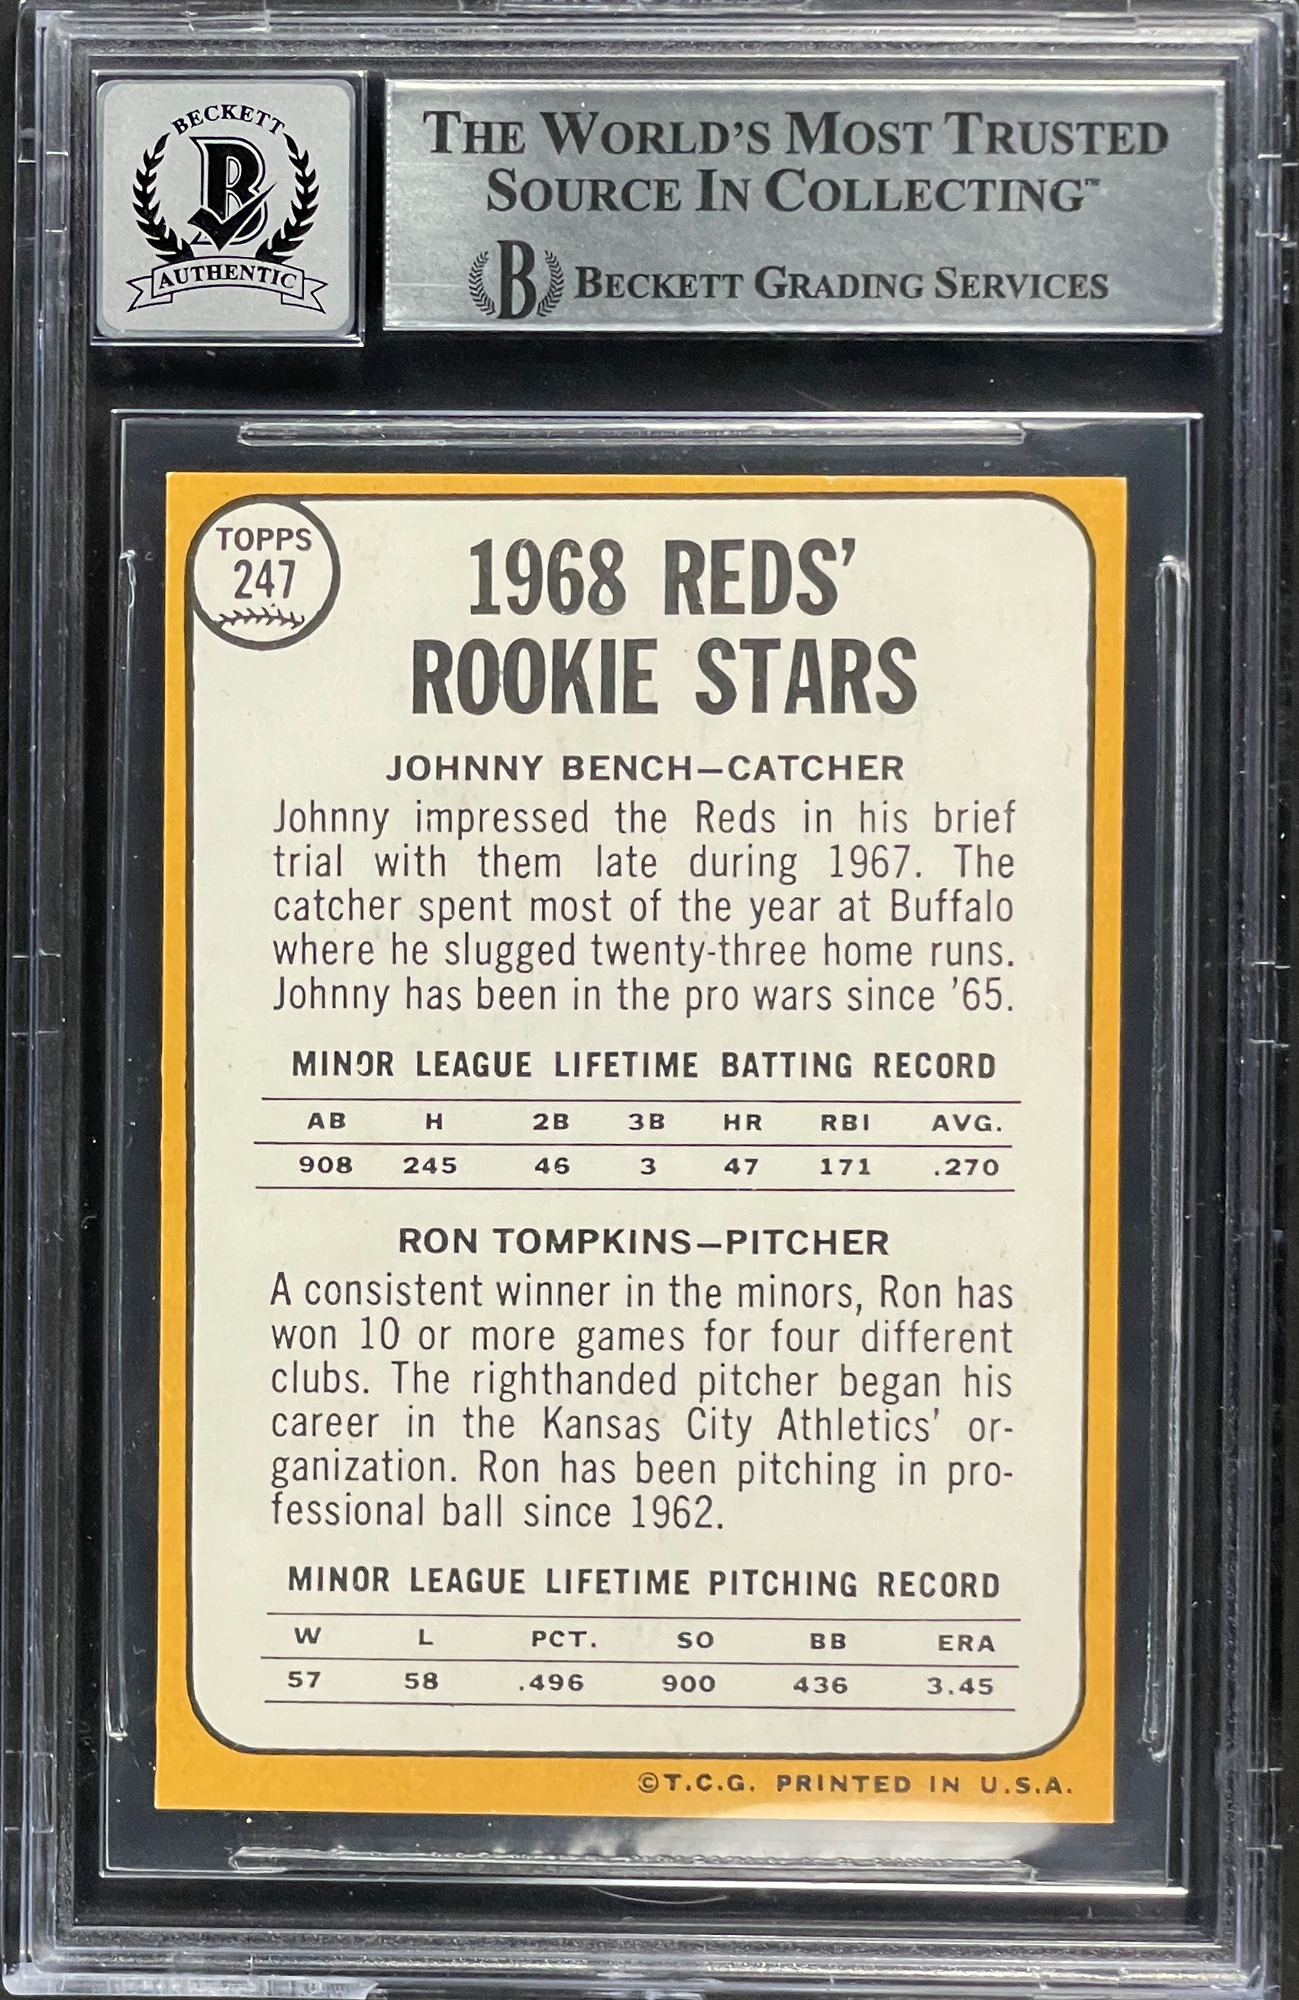 BECKETT
B
AUTHENTIC
THE WORLD'S MOST TRUSTED
SOURCE IN COLLECTING™
B BECKETT GRADING SERVICES
TOPPS
247
1968 REDS'
ROOKIE STARS
JOHNNY BENCH—CATCHER
Johnny impressed the Reds in his brief
trial with them late during 1967. The
catcher spent most of the year at Buffalo
where he slugged twenty-three home runs.
Johnny has been in the pro wars since '65.
MINOR LEAGUE LIFETIME BATTING RECORD
AB H 2B 3B HR RBI AVG.
908 245 46 3 47 171 .270
RON TOMPKINS—PITCHER
A consistent winner in the minors, Ron has
won 10 or more games for four different
clubs. The righthanded pitcher began his
career in the Kansas City Athletics' or-
ganization. Ron has been pitching in pro-
fessional ball since 1962.
MINOR LEAGUE LIFETIME PITCHING RECORD
W L PCT. SO BB ERA
57 58 .496 900 436 3.45
©T.C.G. PRINTED IN U.S.A.